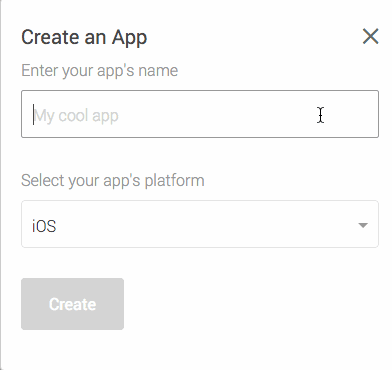 Create an App
Enter your app's name
My cool app
Select your app's platform
iOS
Create